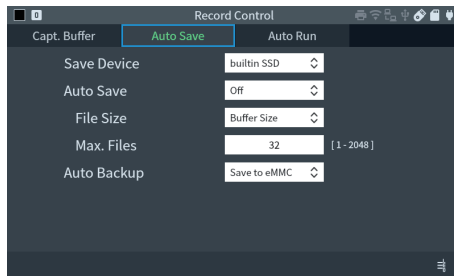 0 Record Control
Capt. Buffer Auto Save Auto Run
Save Device builtin SSD
Auto Save Off
File Size Buffer Size
Max. Files 32 [ 1 - 2048 ]
Auto Backup Save to eMMC